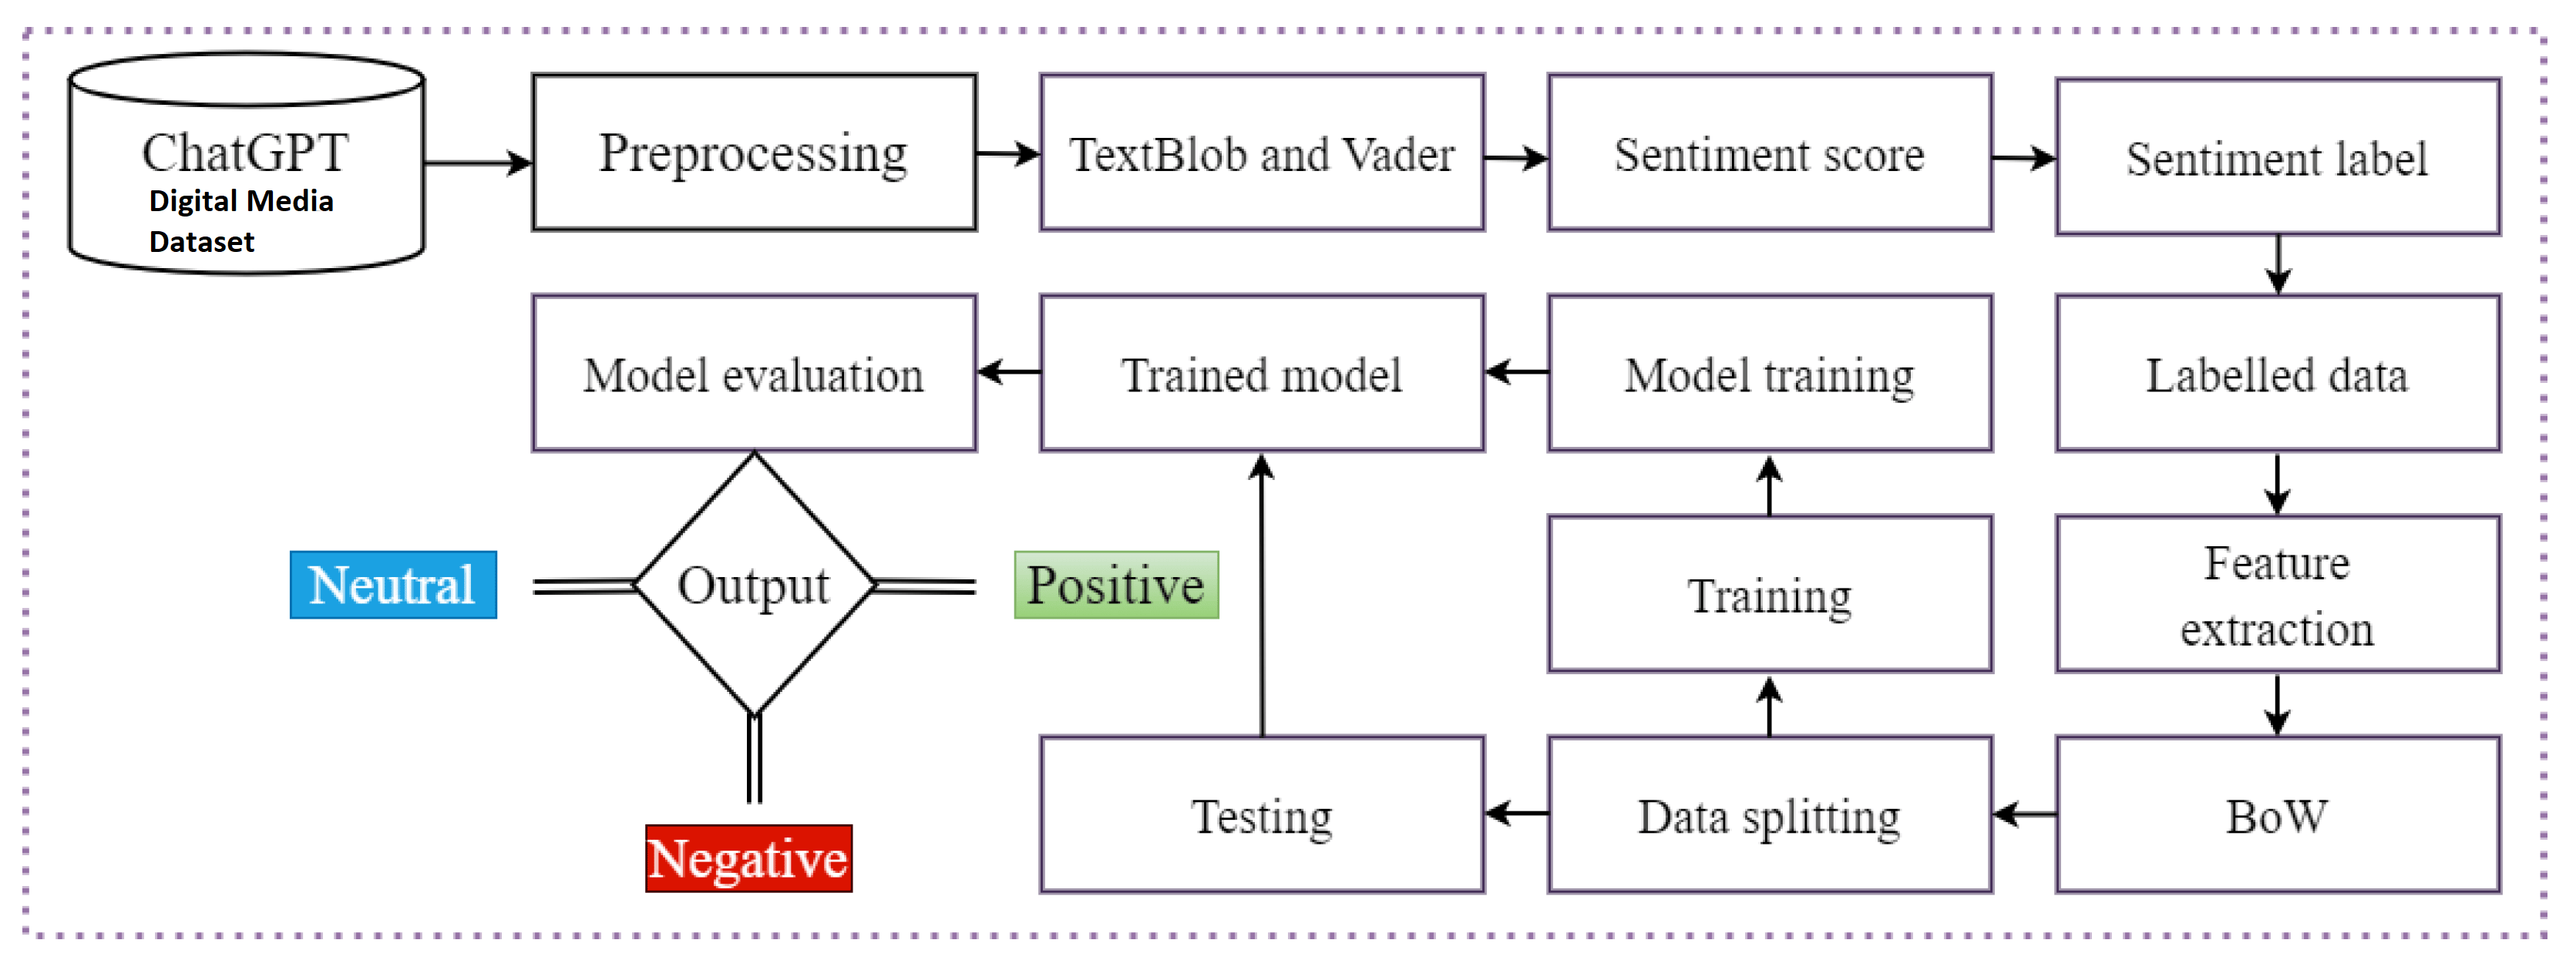 ChatGPT
Digital Media
Dataset
Preprocessing
TextBlob and Vader
Sentiment score
Sentiment label
Model evaluation
Trained model
Model training
Labelled data
Neutral
Output
Positive
Training
Feature
extraction
Negative
Testing
Data splitting
BoW